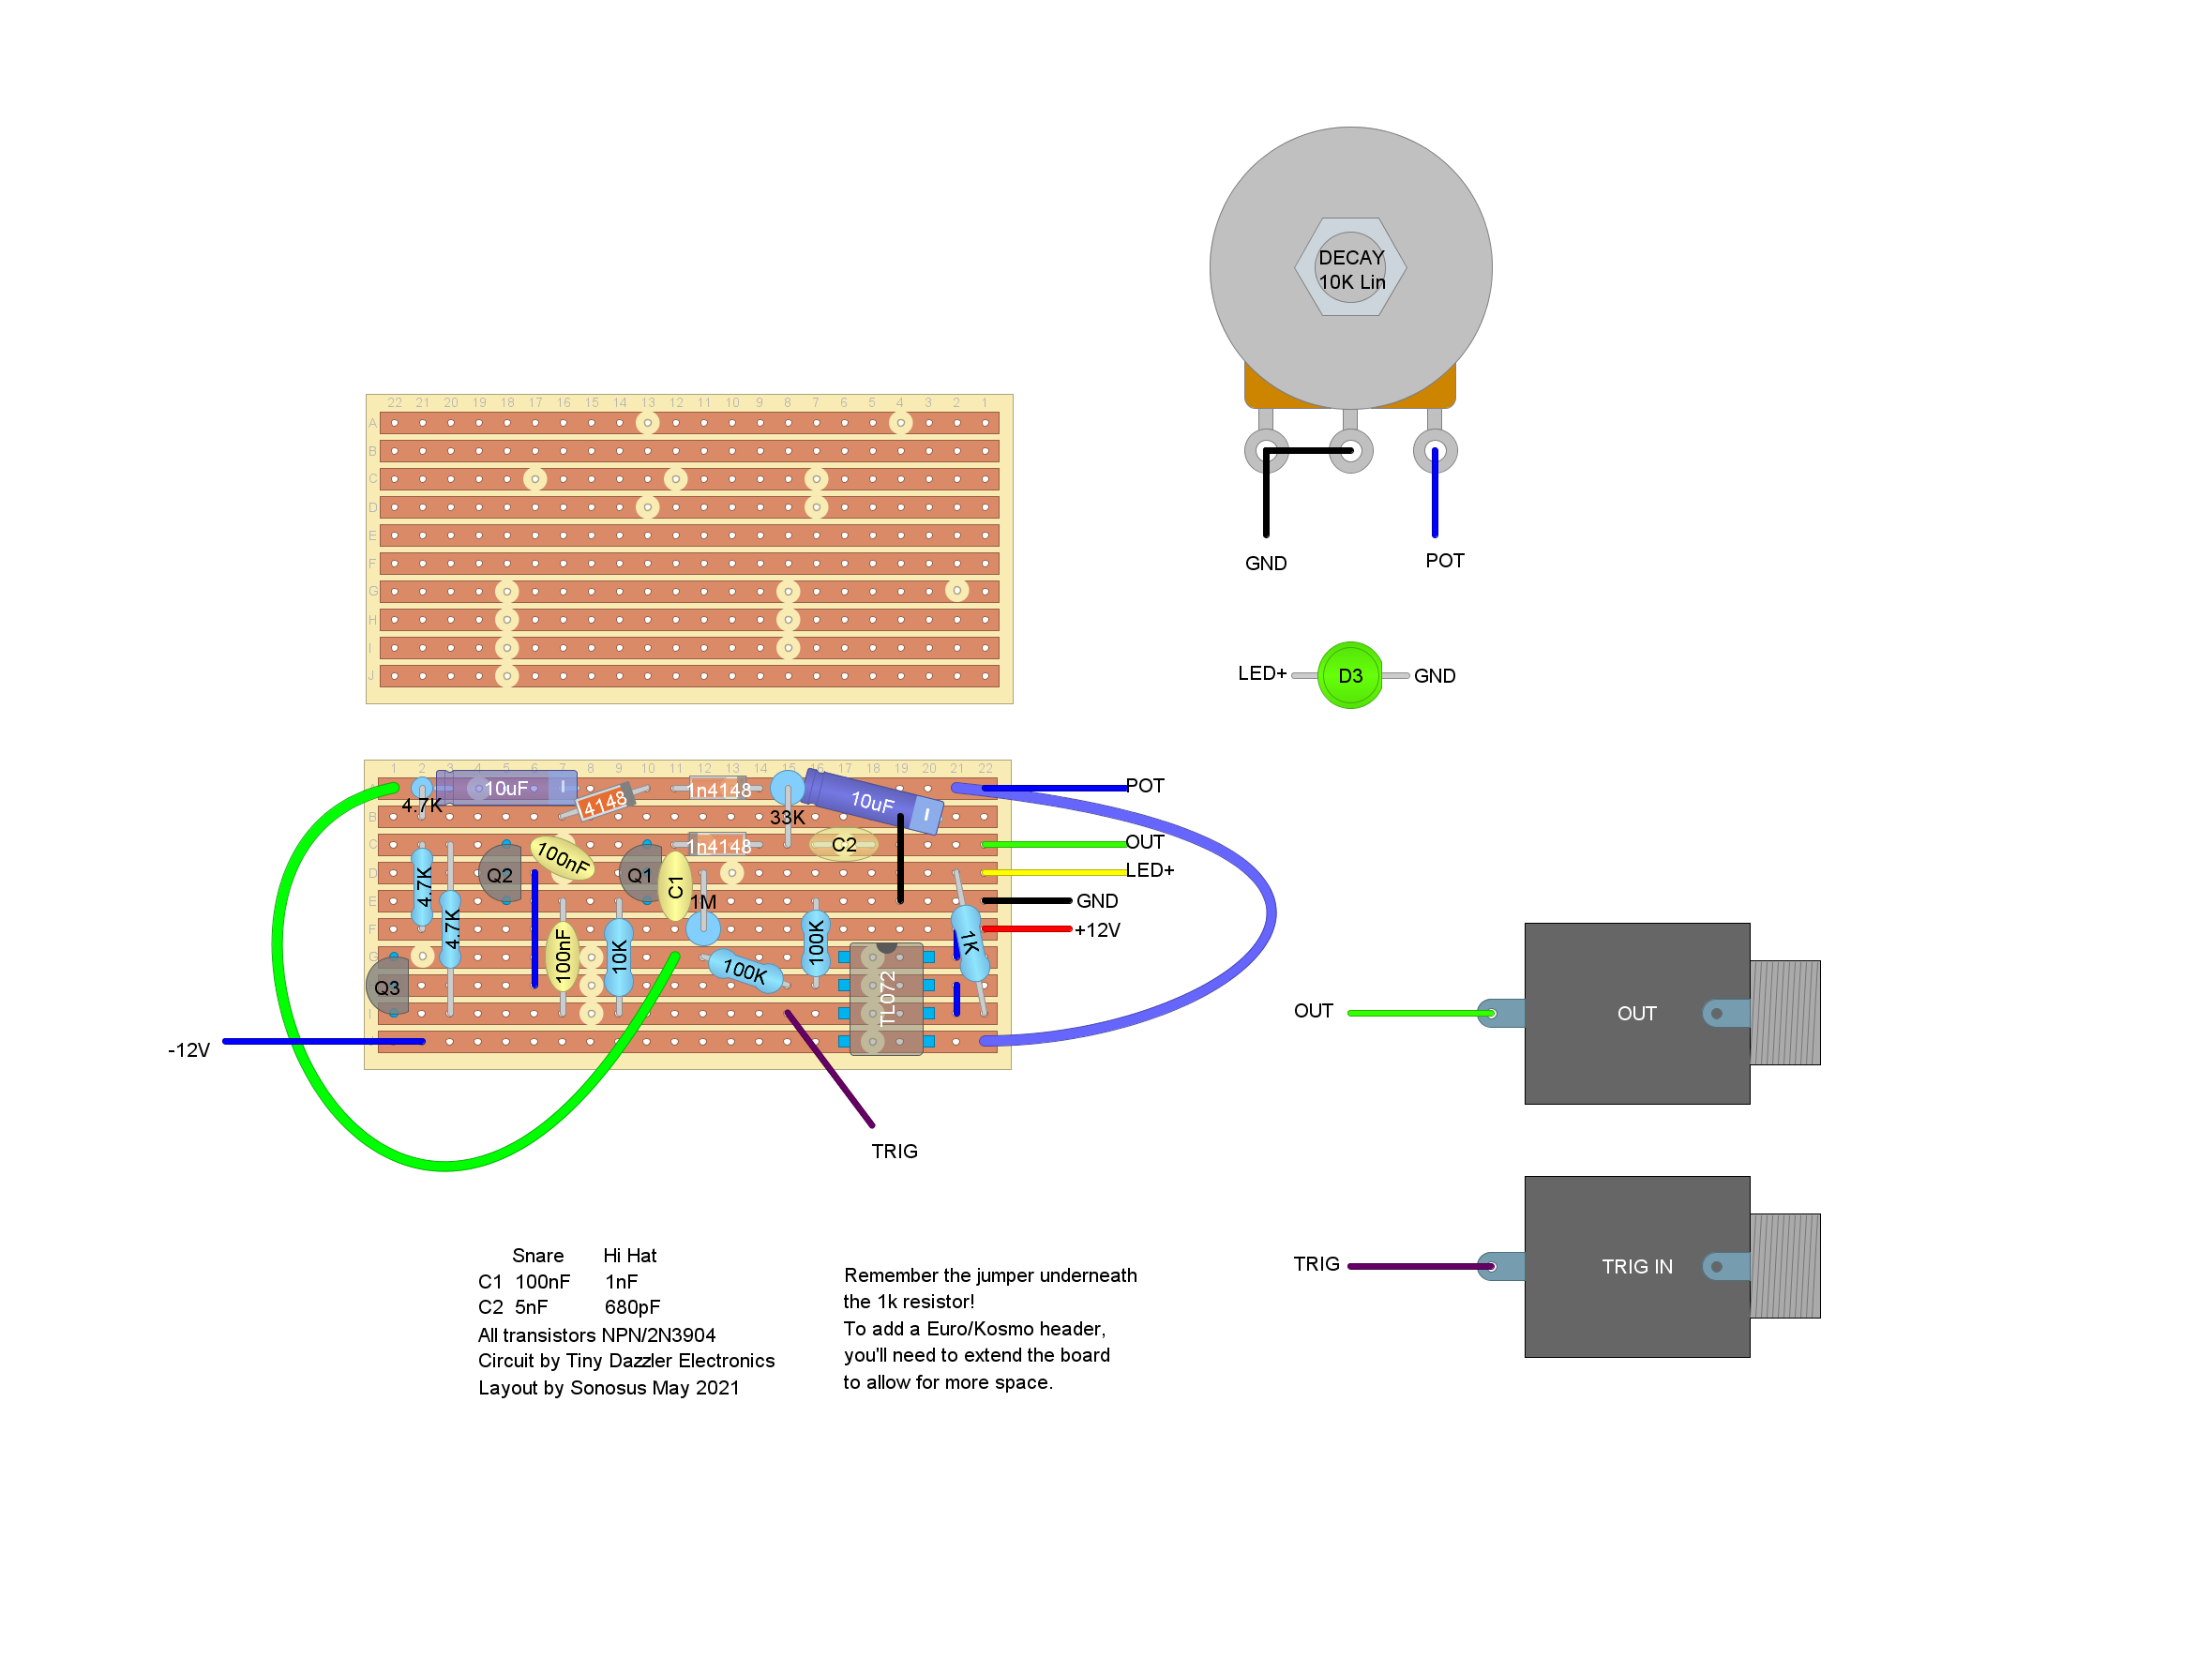 DECAY
10K Lin
22 21 20 19 18 17 16 15 14 13 12 11 10 9 8 7 6 5 4 3 2 1
A
B
C
D
E
F
G
H
I
J
GND
POT
LED+
D3
GND
1 2 3 4 5 6 7 8 9 10 11 12 13 14 15 16 17 18 19 20 21 22
4.7K
10uF
4148
1n4148
33K
10uF
POT
1n4148
C2
OUT
4.7K
Q2
100nF
Q1
C1
LED+
1M
GND
4.7K
100nF
10K
100K
100K
1K
+12V
Q3
TL072
-12V
TRIG
OUT
OUT
TRIG
TRIG IN
Snare Hi Hat
C1 100nF 1nF
C2 5nF 680pF
All transistors NPN/2N3904
Circuit by Tiny Dazzler Electronics
Layout by Sonosus May 2021
Remember the jumper underneath
the 1k resistor!
To add a Euro/Kosmo header,
you'll need to extend the board
to allow for more space.